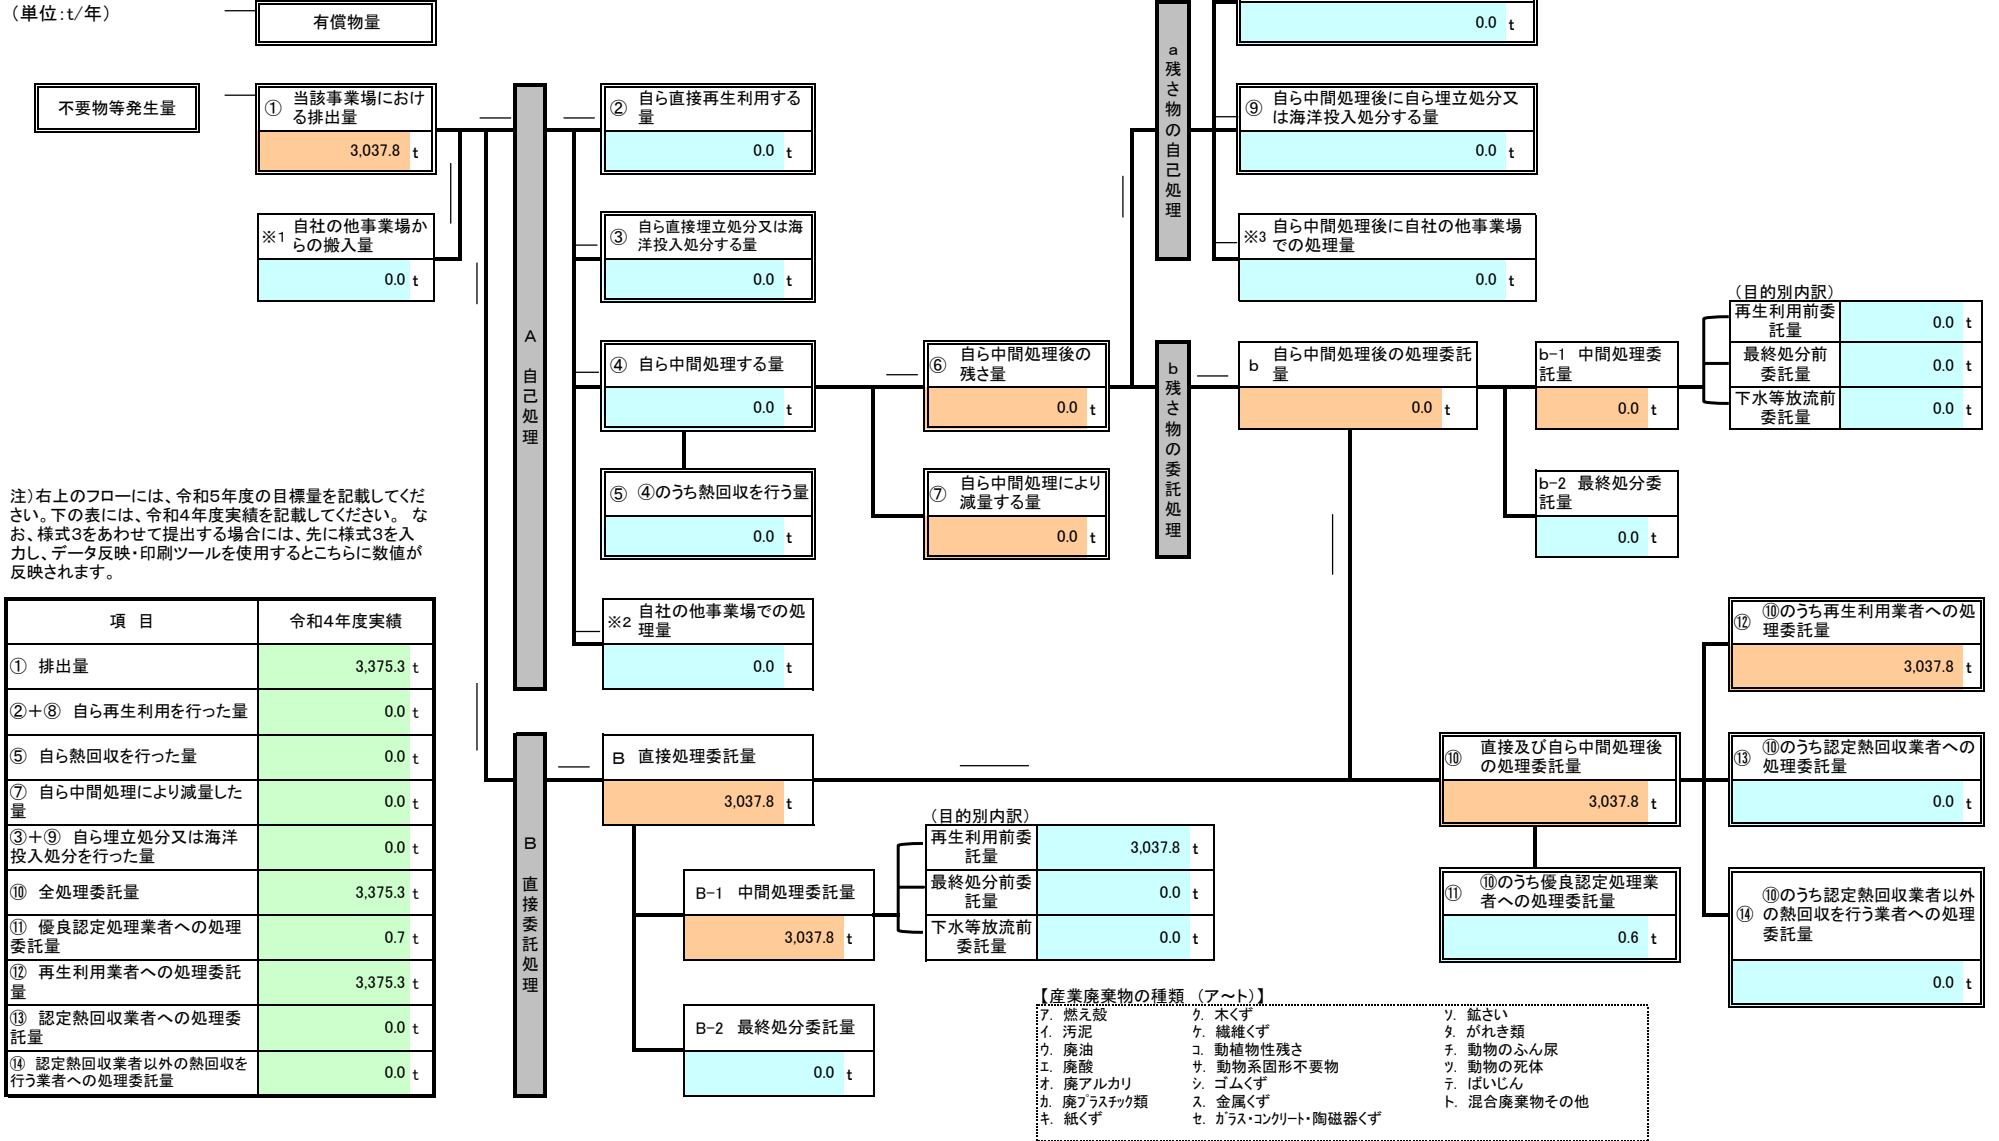 （単位：t/年）
有償物量
不要物等発生量
① 当該事業場におけ
る排出量
3,037.8 t
※1 自社の他事業場か
らの搬入量
0.0 t
A 自己処理
② 自ら直接再生利用する
量
0.0 t
③ 自ら直接埋立処分又は海
洋投入処分する量
0.0 t
④ 自ら中間処理する量
0.0 t
⑤ ④のうち熱回収を行う量
0.0 t
※2 自社の他事業場での処
理量
0.0 t
⑥ 自ら中間処理後の
残さ量
0.0 t
⑦ 自ら中間処理により
減量する量
0.0 t
a 残さ物の自己処理
0.0 t
⑨ 自ら中間処理後に自ら埋立処分又
は海洋投入処分する量
0.0 t
※3 自ら中間処理後に自社の他事業場
での処理量
0.0 t
b 残さ物の委託処理
b 自ら中間処理後の処理委託
量
0.0 t
b-1 中間処理委
託量
0.0 t
b-2 最終処分委
託量
0.0 t
（目的別内訳）
再生利用前委
託量
0.0 t
最終処分前
委託量
0.0 t
下水等放流前
委託量
0.0 t
注）右上のフローには、令和5年度の目標量を記載してくだ
さい。下の表には、令和4年度実績を記載してください。 な
お、様式3をあわせて提出する場合には、先に様式3を入
力し、データ反映・印刷ツールを使用するとこちらに数値が
反映されます。
項 目 令和4年度実績
① 排出量 3,375.3 t
②＋⑧ 自ら再生利用を行った量 0.0 t
⑤ 自ら熱回収を行った量 0.0 t
⑦ 自ら中間処理により減量した
量 0.0 t
③＋⑨ 自ら埋立処分又は海洋
投入処分を行った量 0.0 t
⑩ 全処理委託量 3,375.3 t
⑪ 優良認定処理業者への処理
委託量 0.7 t
⑫ 再生利用業者への処理委託
量 3,375.3 t
⑬ 認定熱回収業者への処理委
託量 0.0 t
⑭ 認定熱回収業者以外の熱回収を
行う業者への処理委託量 0.0 t
B 直接委託処理
B 直接処理委託量
3,037.8 t
B-1 中間処理委託量
3,037.8 t
B-2 最終処分委託量
0.0 t
（目的別内訳）
再生利用前委
託量
3,037.8 t
最終処分前委
託量
0.0 t
下水等放流前
委託量
0.0 t
⑩ 直接及び自ら中間処理後
の処理委託量
3,037.8 t
⑪ ⑩のうち優良認定処理業
者への処理委託量
0.6 t
⑫ ⑩のうち再生利用業者への処
理委託量
3,037.8 t
⑬ ⑩のうち認定熱回収業者への
処理委託量
0.0 t
⑭ ⑩のうち認定熱回収業者以外
の熱回収を行う業者への処理
委託量
0.0 t
【産業廃棄物の種類 （ア～ト）】
ア. 燃え殻
イ. 汚泥
ウ. 廃油
エ. 廃酸
オ. 廃アルカリ
カ. 廃プラスチック類
キ. 紙くず
ク. 木くず
ケ. 繊維くず
コ. 動植物性残さ
サ. 動物系固形不要物
シ. ゴムくず
ス. 金属くず
セ. ガラス・コンクリート・陶磁器くず
ソ. 鉱さい
タ. がれき類
チ. 動物のふん尿
ツ. 動物の死体
テ. ばいじん
ト. 混合廃棄物その他